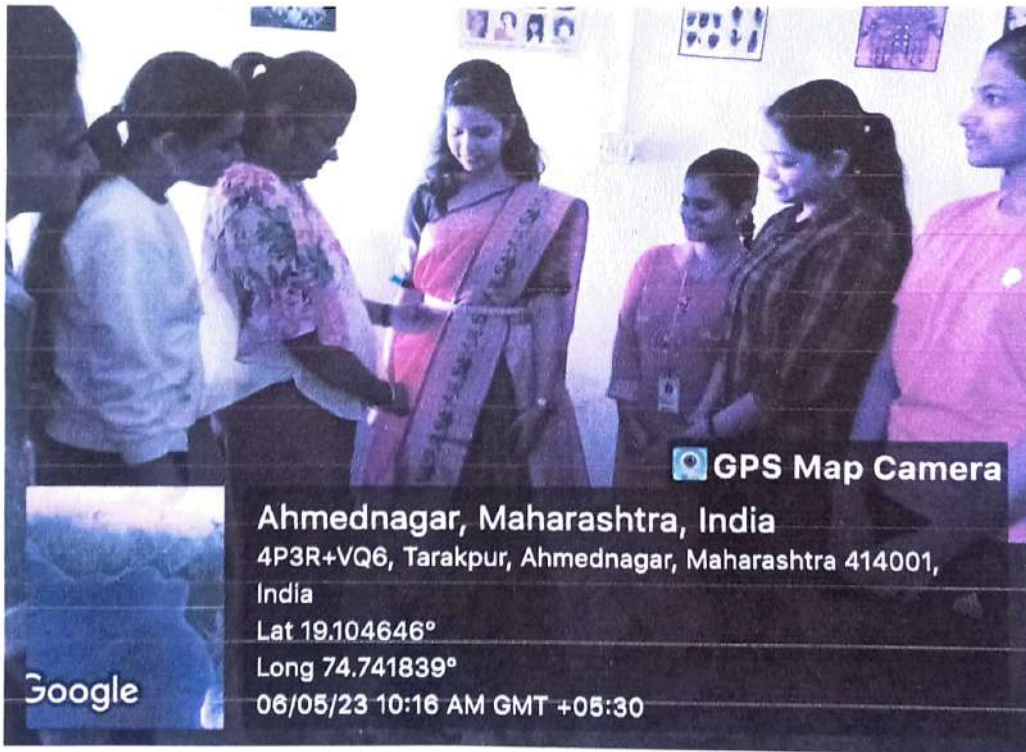 GPS Map Camera
Ahmednagar, Maharashtra, India
4P3R+VQ6, Tarakpur, Ahmednagar, Maharashtra 414001,
India
Lat 19.104646°
Long 74.741839°
06/05/23 10:16 AM GMT +05:30
Google